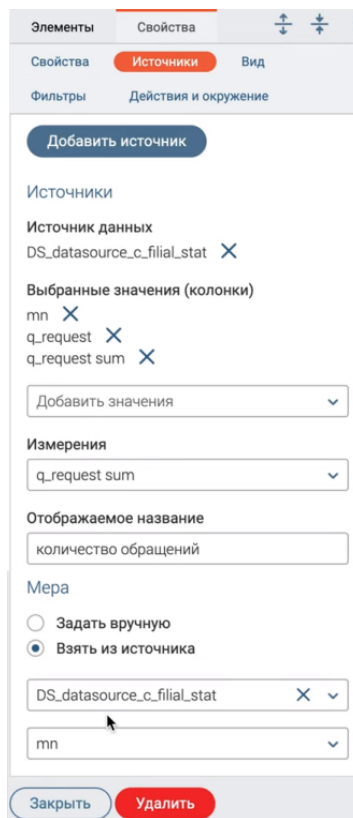 Элементы Свойства
Свойства Источники Вид
Фильтры Действия и окружение
Добавить источник
Источники
Источник данных
DS_datasource_c_filial_stat
Выбранные значения (колонки)
mn
q_request
q_request sum
Добавить значения
Измерения
q_request sum
Отображаемое название
количество обращений
Мера
Задать вручную
Взять из источника
DS_datasource_c_filial_stat
mn
Закрыть Удалить